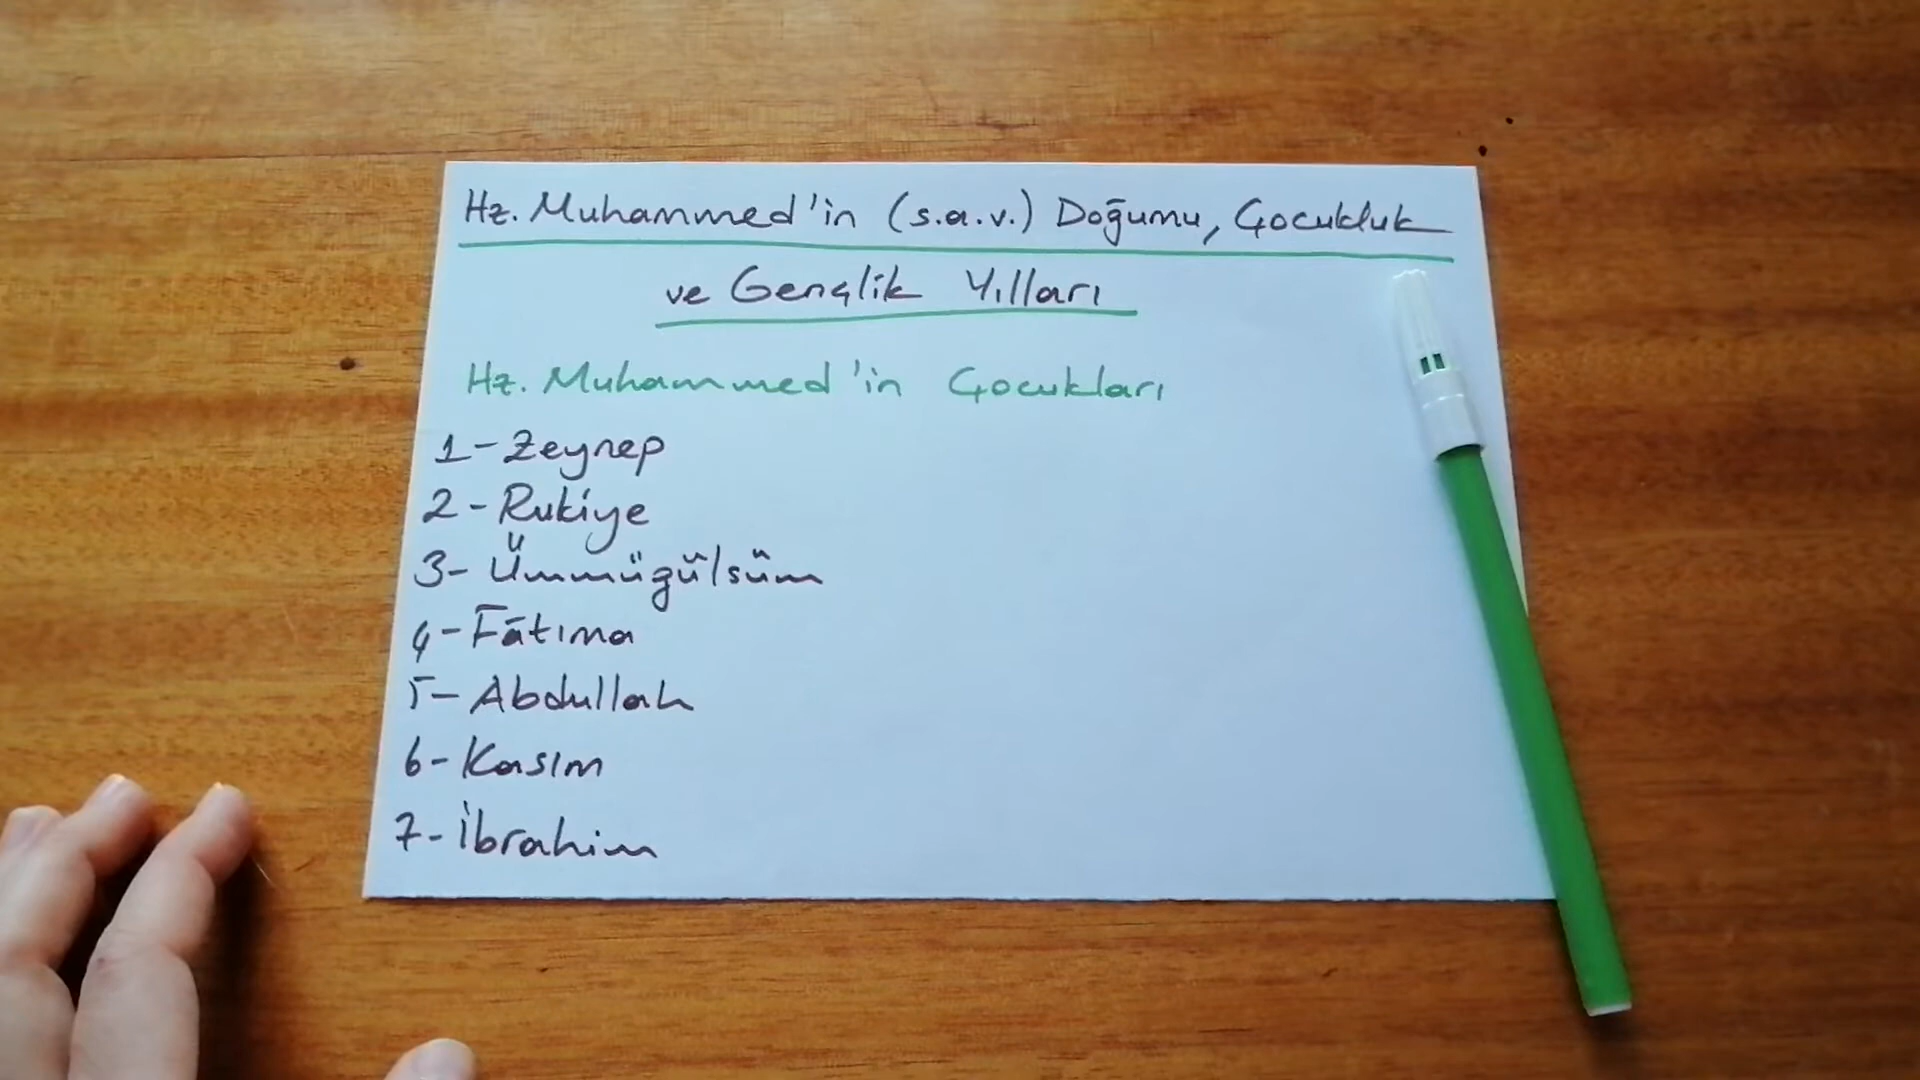 Hz. Muhammed'in (s.a.v.) Doğumu, Çocukluk
ve Gençlik Yılları
Hz. Muhammed'in Çocukları
1- Zeynep
2- Rukiye
3- Ümmügülsüm
4- Fātıma
5- Abdullah
6- Kasım
7- İbrahim